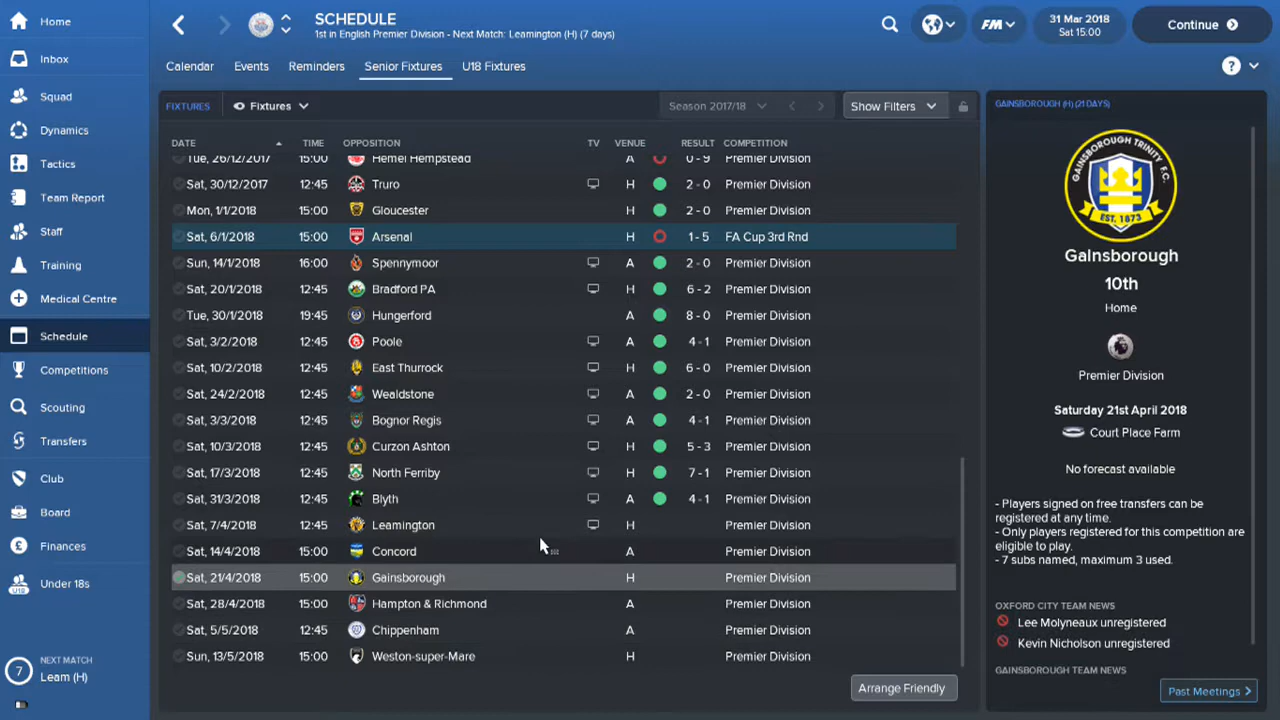 Home
SCHEDULE
1st in English Premier Division - Next Match: Leamington (H) (7 days)
FM
31 Mar 2018
Sat 15:00
Continue
Inbox
Calendar
Events
Reminders
Senior Fixtures
U18 Fixtures
?
Squad
Dynamics
Tactics
Team Report
Staff
Training
Medical Centre
Schedule
Competitions
Scouting
Transfers
Club
Board
Finances
Under 18s
7
NEXT MATCH
Leam (H)
FIXTURES
Fixtures
Season 2017/18
Show Filters
DATE TIME OPPOSITION TV VENUE RESULT COMPETITION
Tue, 26/12/2017 15:00 Hemel Hempstead A 0 - 9 Premier Division
Sat, 30/12/2017 12:45 Truro H 2 - 0 Premier Division
Mon, 1/1/2018 15:00 Gloucester H 2 - 0 Premier Division
Sat, 6/1/2018 15:00 Arsenal H 1 - 5 FA Cup 3rd Rnd
Sun, 14/1/2018 16:00 Spennymoor A 2 - 0 Premier Division
Sat, 20/1/2018 12:45 Bradford PA H 6 - 2 Premier Division
Tue, 30/1/2018 19:45 Hungerford A 8 - 0 Premier Division
Sat, 3/2/2018 12:45 Poole A 4 - 1 Premier Division
Sat, 10/2/2018 12:45 East Thurrock H 6 - 0 Premier Division
Sat, 24/2/2018 12:45 Wealdstone A 2 - 0 Premier Division
Sat, 3/3/2018 12:45 Bognor Regis A 4 - 1 Premier Division
Sat, 10/3/2018 12:45 Curzon Ashton H 5 - 3 Premier Division
Sat, 17/3/2018 12:45 North Ferriby H 7 - 1 Premier Division
Sat, 31/3/2018 12:45 Blyth A 4 - 1 Premier Division
Sat, 7/4/2018 12:45 Leamington H Premier Division
Sat, 14/4/2018 15:00 Concord A Premier Division
Sat, 21/4/2018 15:00 Gainsborough H Premier Division
Sat, 28/4/2018 15:00 Hampton & Richmond A Premier Division
Sat, 5/5/2018 12:45 Chippenham A Premier Division
Sun, 13/5/2018 15:00 Weston-super-Mare H Premier Division
Arrange Friendly
GAINSBOROUGH (H) (21 DAYS)
GAINSBOROUGH TRINITY F.C.
EST. 1873
Gainsborough
10th
Home
Premier Division
Saturday 21st April 2018
Court Place Farm
No forecast available
- Players signed on free transfers can be
registered at any time.
- Only players registered for this competition are
eligible to play.
- 7 subs named, maximum 3 used.
OXFORD CITY TEAM NEWS
Lee Molyneaux unregistered
Kevin Nicholson unregistered
GAINSBOROUGH TEAM NEWS
Past Meetings